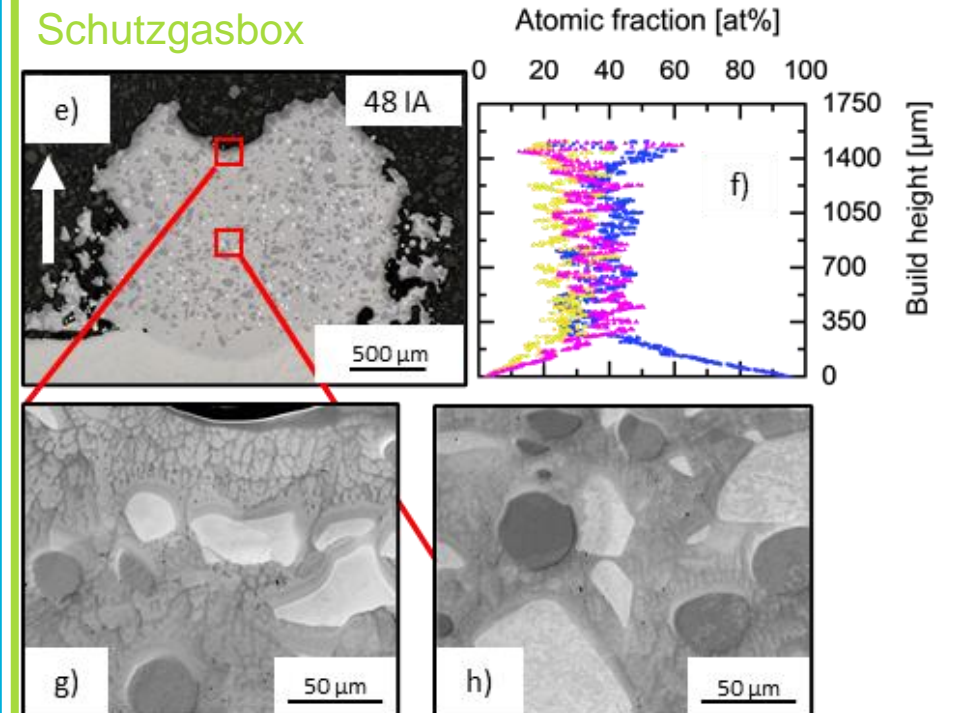 Schutzgasbox
Atomic fraction [at%]
0 20 40 60 80 100
e)
48 IA
500 µm
f)
1750
1400
1050
700
350
0
Build height [µm]
g)
50 µm
h)
50 µm